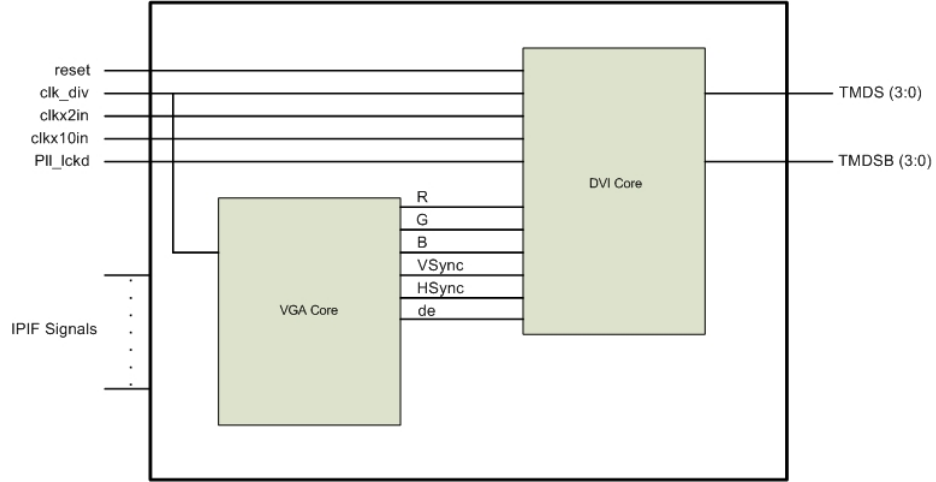 reset
clk_div
clkx2in
clkx10in
Pll_lckd
TMDS (3:0)
TMDSB (3:0)
DVI Core
R
G
B
VSync
HSync
de
VGA Core
IPIF Signals